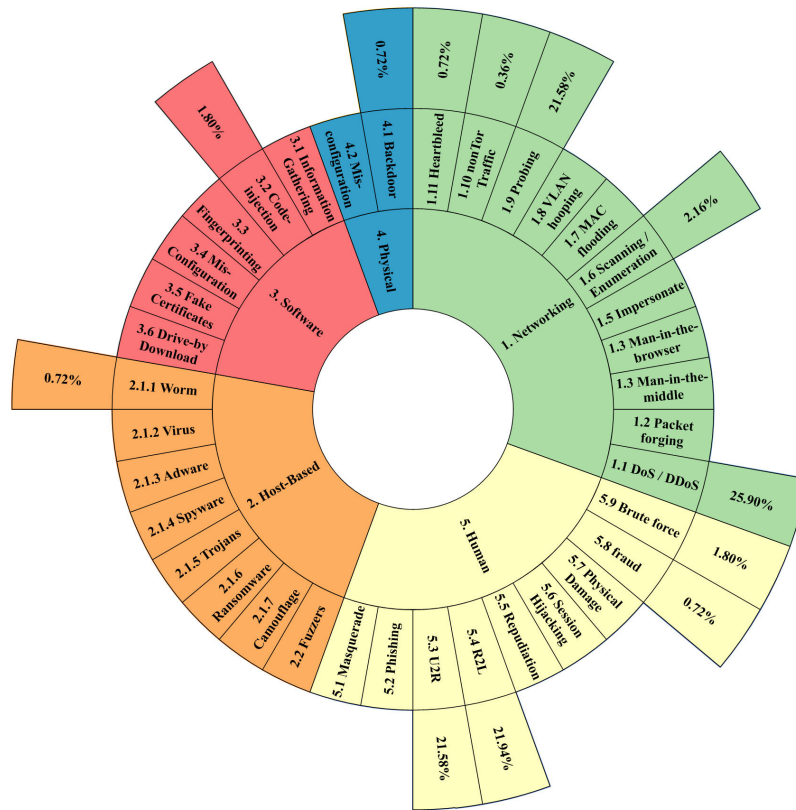 1. Networking
1.1 DoS / DDoS
25.90%
1.2 Packet
forging
1.3 Man-in-the-
middle
1.3 Man-in-the-
browser
1.5 Impersonate
1.6 Scanning /
Enumeration
2.16%
1.7 MAC
flooding
1.8 VLAN
hooping
1.9 Probing
21.58%
1.10 nonTor
Traffic
0.36%
1.11 Heartbleed
0.72%
4. Physical
4.1 Backdoor
0.72%
4.2 Mis-
configuration
3. Software
3.1 Information
Gathering
3.2 Code-
injection
1.80%
3.3
Fingerprinting
3.4 Mis-
Configuration
3.5 Fake
Certificates
3.6 Drive-by
Download
2. Host-Based
2.1.1 Worm
0.72%
2.1.2 Virus
2.1.3 Adware
2.1.4 Spyware
2.1.5 Trojans
2.1.6
Ransomware
2.1.7
Camouflage
2.2 Fuzzers
5. Human
5.1 Masquerade
5.2 Phishing
5.3 U2R
21.58%
5.4 R2L
21.94%
5.5 Repudiation
5.6 Session
Hijacking
5.7 Physical
Damage
5.8 fraud
0.72%
5.9 Brute force
1.80%